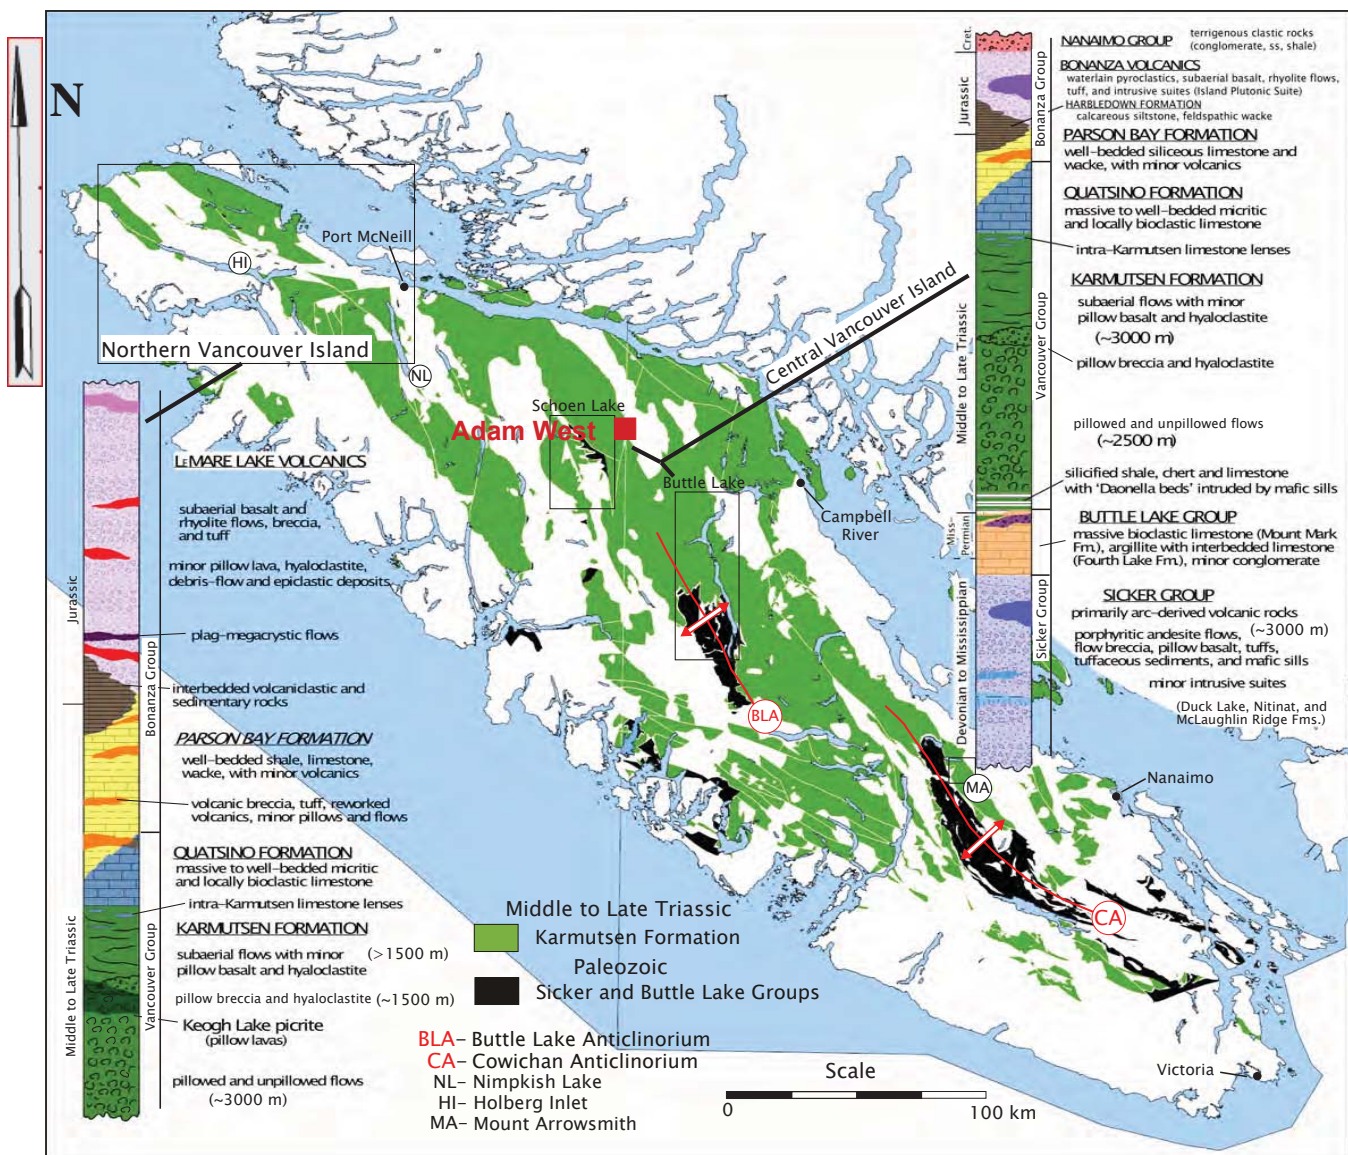 N
Port McNeill
HI
Northern Vancouver Island
NL
Schoen Lake
Adam West
Central Vancouver Island
Buttle Lake
Campbell
River
BLA
MA
Nanaimo
CA
Victoria
Jurassic
Middle to Late Triassic
Bonanza Group
Vancouver Group
LEMARE LAKE VOLCANICS
subaerial basalt and
rhyolite flows, breccia,
and tuff
minor pillow lava, hyaloclastite,
debris-flow and epiclastic deposits
plag-megacrystic flows
interbedded volcaniclastic and
sedimentary rocks
PARSON BAY FORMATION
well-bedded shale, limestone,
wacke, with minor volcanics
volcanic breccia, tuff, reworked
volcanics, minor pillows and flows
QUATSINO FORMATION
massive to well-bedded micritic
and locally bioclastic limestone
intra-Karmutsen limestone lenses
KARMUTSEN FORMATION
subaerial flows with minor (>1500 m)
pillow basalt and hyaloclastite
pillow breccia and hyaloclastite (~1500 m)
Keogh Lake picrite
(pillow lavas)
pillowed and unpillowed flows
(~3000 m)
Cret.
Jurassic
Middle to Late Triassic
Miss-
Permian
Devonian to Mississippian
Bonanza Group
Vancouver Group
Sicker Group
NANAIMO GROUP terrigenous clastic rocks
(conglomerate, ss, shale)
BONANZA VOLCANICS
waterlain pyroclastics, subaerial basalt, rhyolite flows,
tuff, and intrusive suites (Island Plutonic Suite)
HARBLEDOWN FORMATION
calcareous siltstone, feldspathic wacke
PARSON BAY FORMATION
well-bedded siliceous limestone and
wacke, with minor volcanics
QUATSINO FORMATION
massive to well-bedded micritic
and locally bioclastic limestone
intra-Karmutsen limestone lenses
KARMUTSEN FORMATION
subaerial flows with minor
pillow basalt and hyaloclastite
(~3000 m)
pillow breccia and hyaloclastite
pillowed and unpillowed flows
(~2500 m)
silicified shale, chert and limestone
with 'Daonella beds' intruded by mafic sills
BUTTLE LAKE GROUP
massive bioclastic limestone (Mount Mark
Fm.), argillite with interbedded limestone
(Fourth Lake Fm.), minor conglomerate
SICKER GROUP
primarily arc-derived volcanic rocks
(~3000 m)
porphyritic andesite flows,
flow breccia, pillow basalt, tuffs,
tuffaceous sediments, and mafic sills
minor intrusive suites
(Duck Lake, Nitinat, and
McLaughlin Ridge Fms.)
Middle to Late Triassic
Karmutsen Formation
Paleozoic
Sicker and Buttle Lake Groups
BLA- Buttle Lake Anticlinorium
CA- Cowichan Anticlinorium
NL- Nimpkish Lake
HI- Holberg Inlet
MA- Mount Arrowsmith
Scale
0 100 km